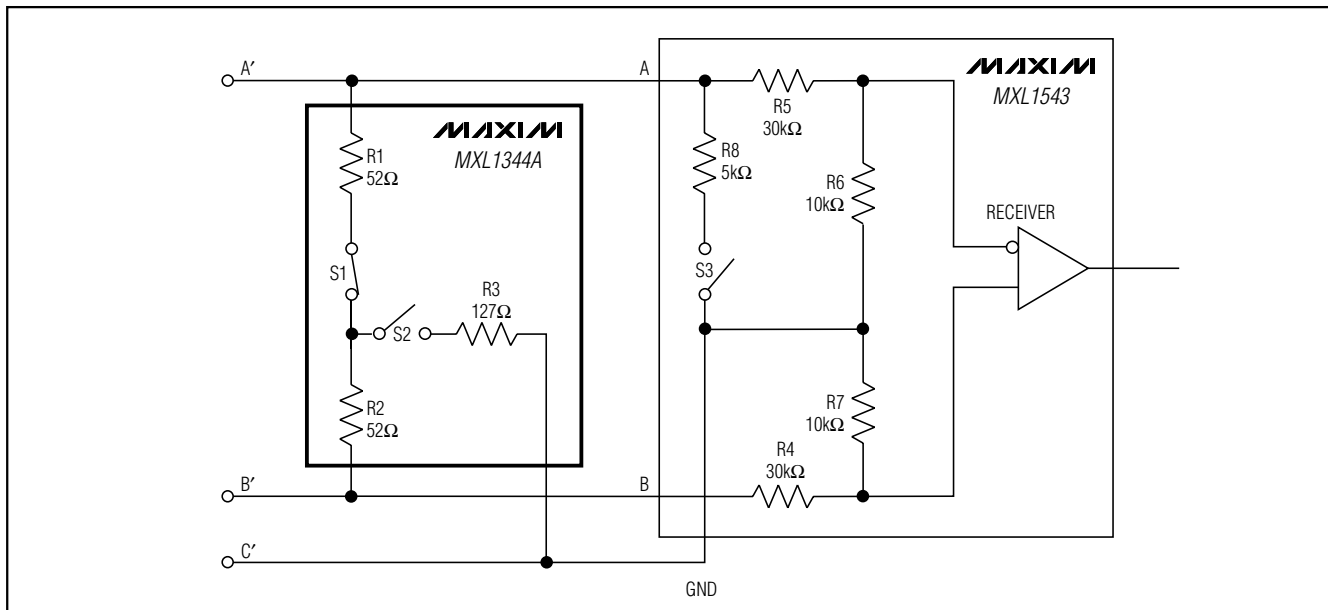 A′
A
MAXIM
MXL1543
R5
30kΩ
MAXIM
MXL1344A
R1
52Ω
R8
5kΩ
R6
10kΩ
RECEIVER
S1
S3
R3
127Ω
S2
R2
52Ω
R7
10kΩ
R4
30kΩ
B′
B
C′
GND